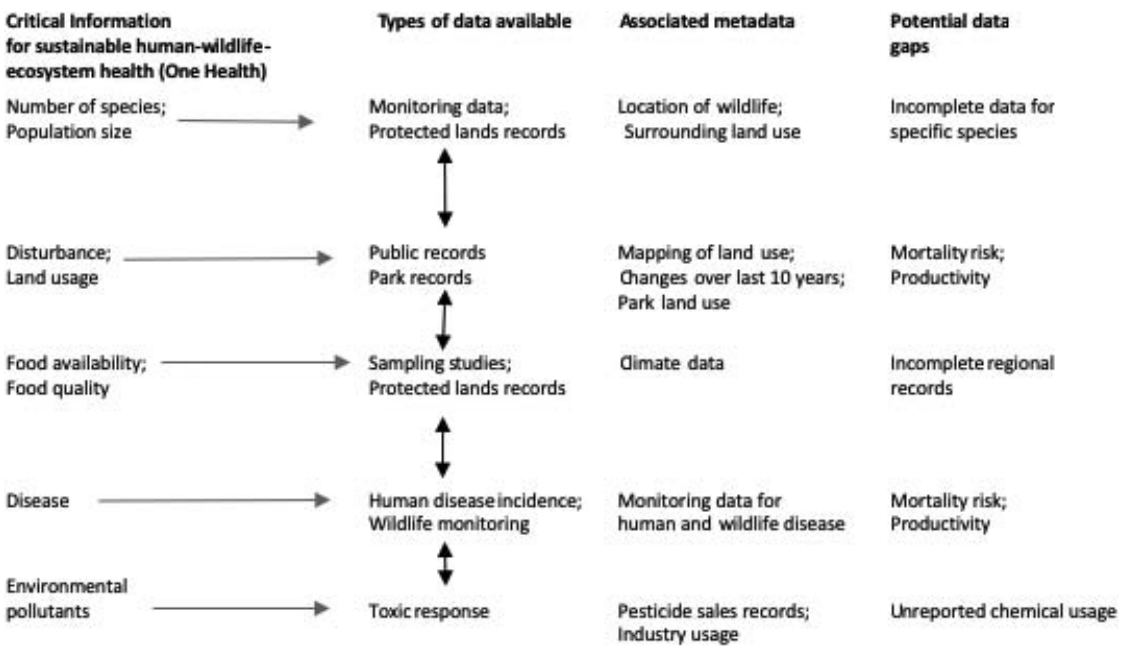 Critical Information
for sustainable human-wildlife-
ecosystem health (One Health)
Types of data available
Associated metadata
Potential data
gaps
Number of species;
Population size
Monitoring data;
Protected lands records
Location of wildlife;
Surrounding land use
Incomplete data for
specific species
Disturbance;
Land usage
Public records
Park records
Mapping of land use;
Changes over last 10 years;
Park land use
Mortality risk;
Productivity
Food availability;
Food quality
Sampling studies;
Protected lands records
Climate data
Incomplete regional
records
Disease
Human disease incidence;
Wildlife monitoring
Monitoring data for
human and wildlife disease
Mortality risk;
Productivity
Environmental
pollutants
Toxic response
Pesticide sales records;
Industry usage
Unreported chemical usage